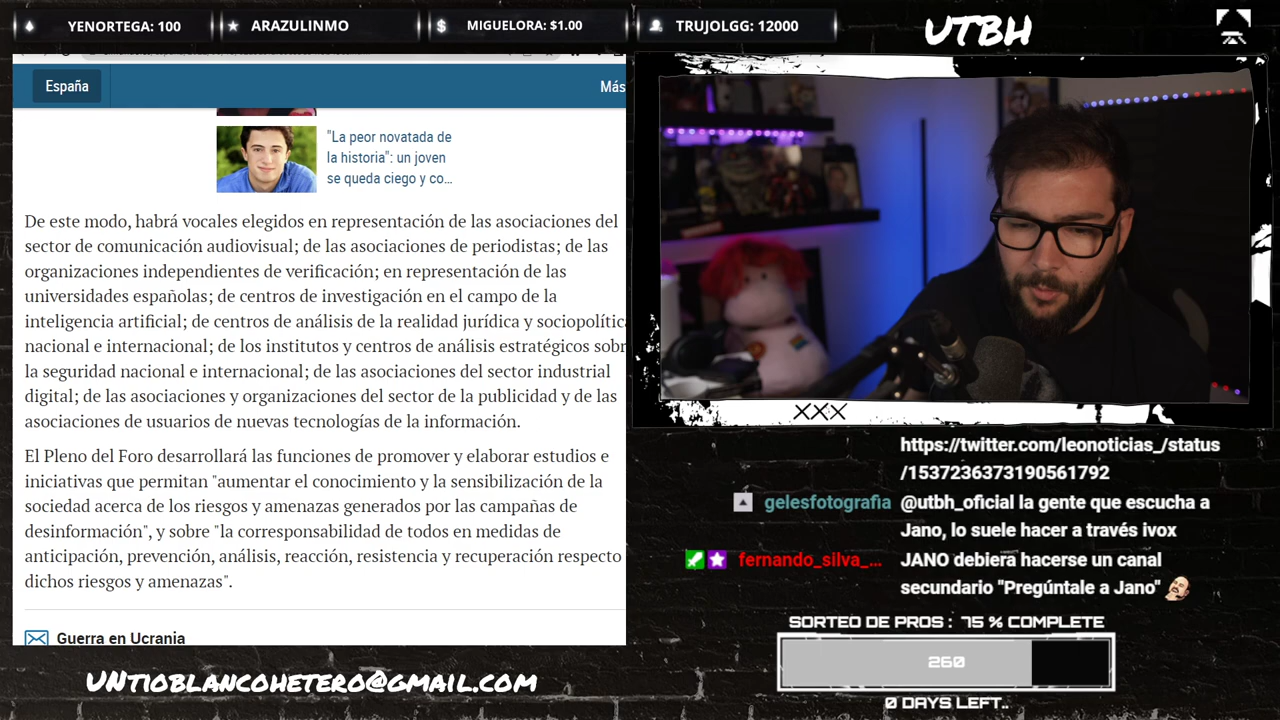 YENORTEGA: 100
ARAZULINMO
MIGUELORA: $1.00
TRUJOLGG: 12000
UTBH
España
Más
"La peor novatada de
la historia": un joven
se queda ciego y co...
De este modo, habrá vocales elegidos en representación de las asociaciones del
sector de comunicación audiovisual; de las asociaciones de periodistas; de las
organizaciones independientes de verificación; en representación de las
universidades españolas; de centros de investigación en el campo de la
inteligencia artificial; de centros de análisis de la realidad jurídica y sociopolítica
nacional e internacional; de los institutos y centros de análisis estratégicos sobr
la seguridad nacional e internacional; de las asociaciones del sector industrial
digital; de las asociaciones y organizaciones del sector de la publicidad y de las
asociaciones de usuarios de nuevas tecnologías de la información.
El Pleno del Foro desarrollará las funciones de promover y elaborar estudios e
iniciativas que permitan "aumentar el conocimiento y la sensibilización de la
sociedad acerca de los riesgos y amenazas generados por las campañas de
desinformación", y sobre "la corresponsabilidad de todos en medidas de
anticipación, prevención, análisis, reacción, resistencia y recuperación respecto
dichos riesgos y amenazas".
Guerra en Ucrania
UNtioblancohetero@gmail.com
XXX
https://twitter.com/leonoticias_/status
/1537236373190561792
gelesfotografia @utbh_oficial la gente que escucha a
Jano, lo suele hacer a través ivox
fernando_silva_... JANO debiera hacerse un canal
secundario "Pregúntale a Jano"
SORTEO DE PROS : 75 % COMPLETE
260
0 DAYS LEFT..